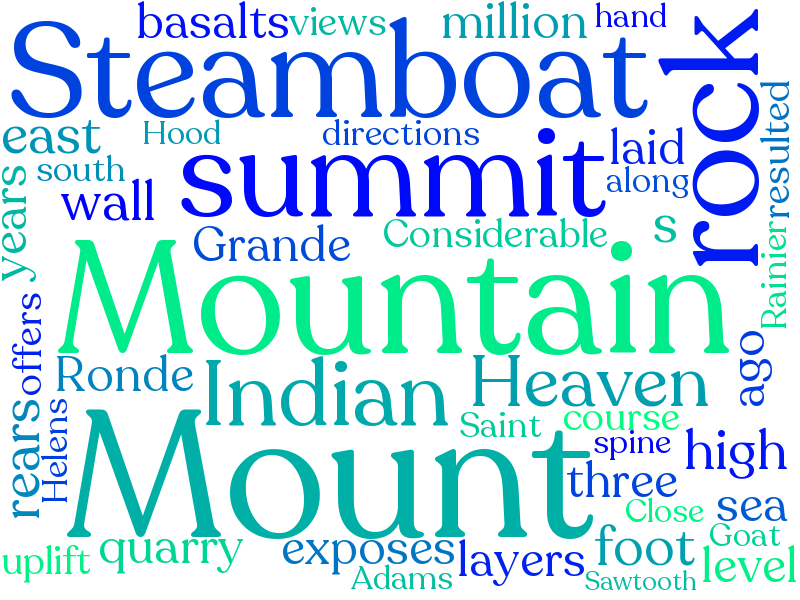 basalts views million hand
Steamboat rock
east Hood directions resulted
south summit laid
years wall along
Grande Considerable s
Mountain Rainier
offers Ronde Indian Heaven ago
rears Helens Saint course
Mount spine high
three sea
Close
uplift quarry exposes layers foot Goat level
Adams Sawtooth